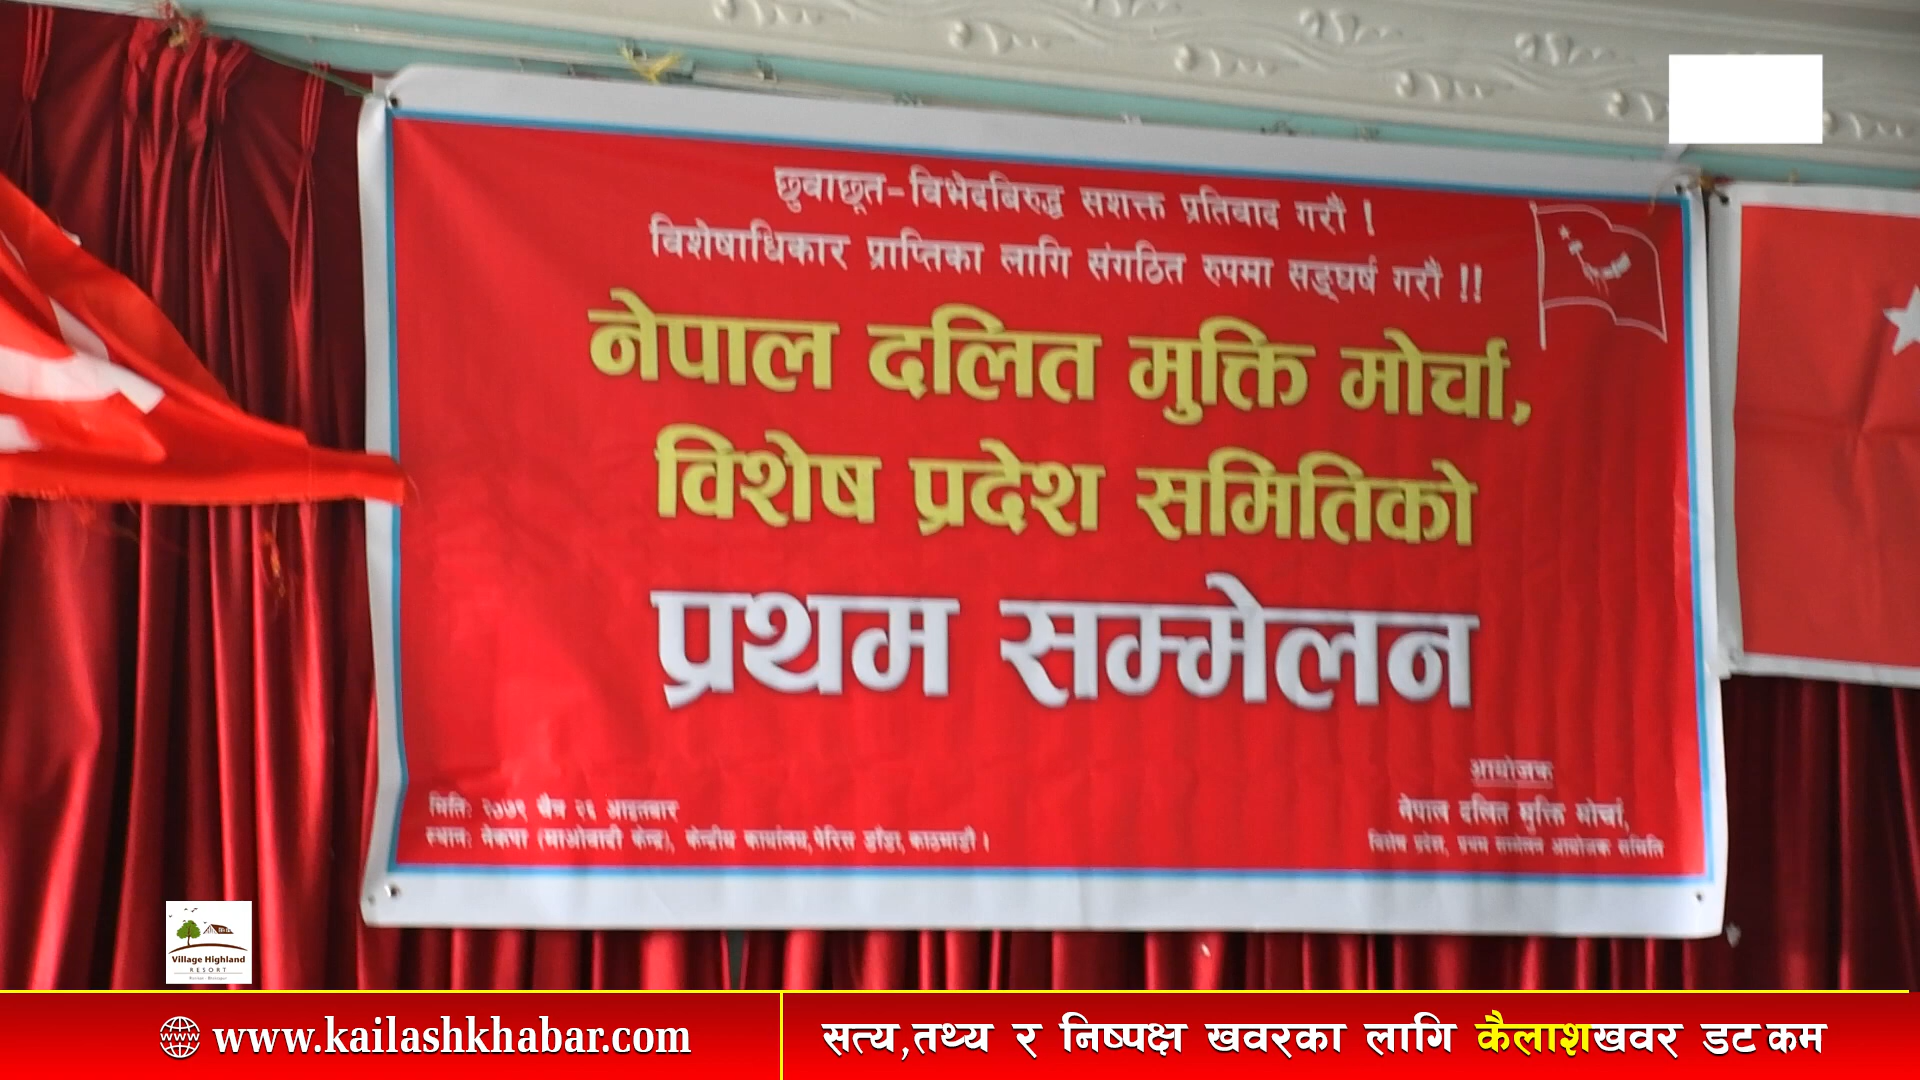 छुवाछूत-विभेदविरुद्ध सशक्त प्रतिवाद गरौं !
विशेषाधिकार प्राप्तिका लागि संगठित रुपमा सङ्घर्ष गरौं !!
नेपाल दलित मुक्ति मोर्चा,
विशेष प्रदेश समितिको
प्रथम सम्मेलन
आयोजक
नेपाल दलित मुक्ति मोर्चा,
विशेष प्रदेश, प्रथम सम्मेलन आयोजक समिति
मितिः २०७९ चैत्र २६ आइतबार
स्थानः नेकपा (माओवादी केन्द्र), केन्द्रीय कार्यालय, पेरिस डाँडा, काठमाडौं ।
Village Highland
RESORT
www.kailashkhabar.com
सत्य,तथ्य र निष्पक्ष खवरका लागि कैलाशखवर डट कम